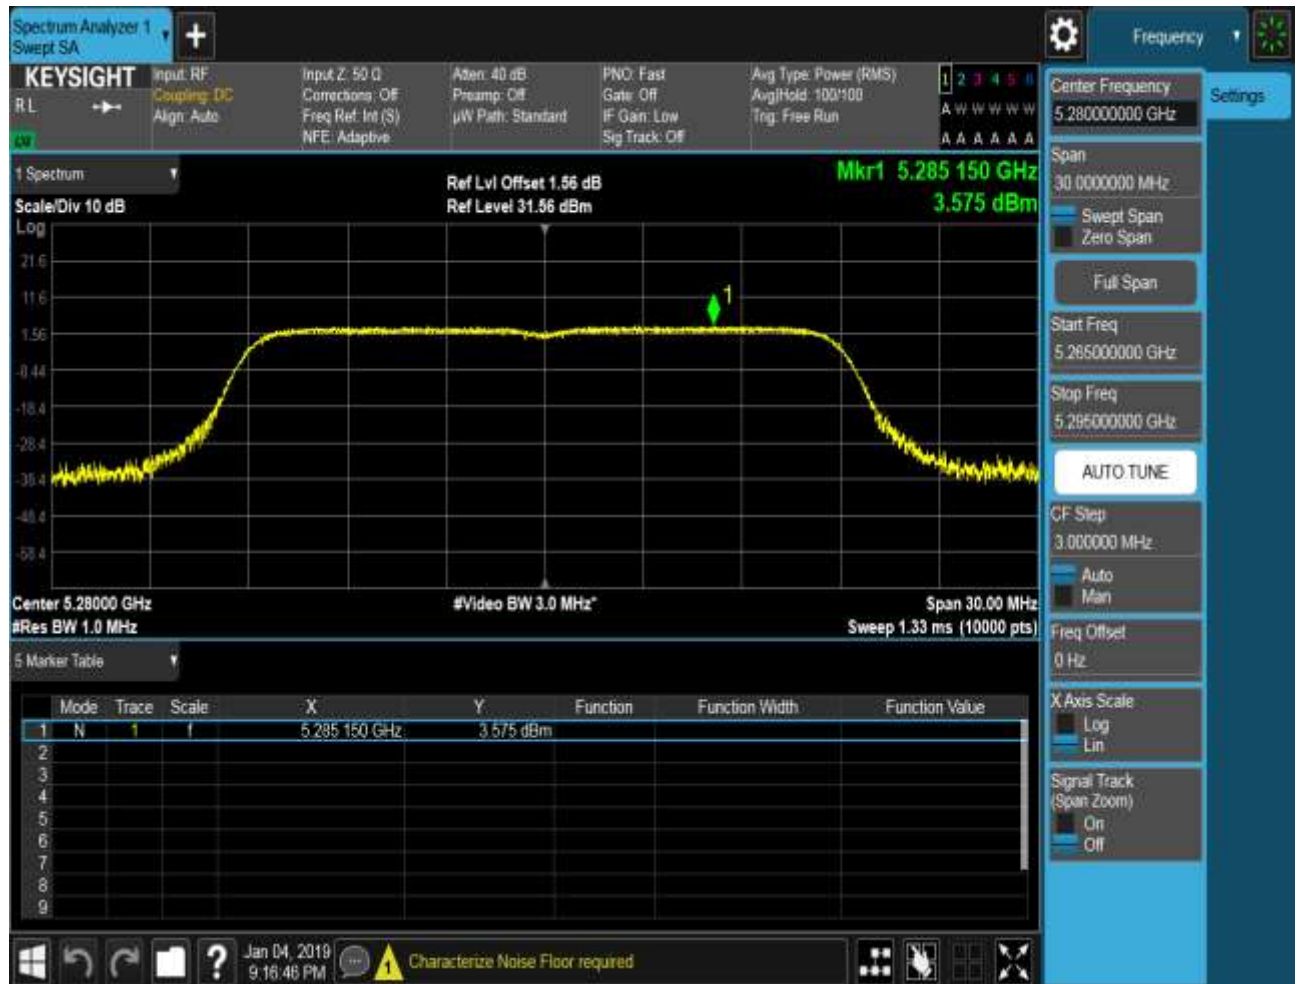 Spectrum Analyzer 1
Swept SA
+
Frequency
KEYSIGHT
RL
Input: RF
Coupling: DC
Align: Auto
Input Z: 50 Ω
Corrections: Off
Freq Ref: Int (S)
NFE: Adaptive
Atten: 40 dB
Preamp: Off
µW Path: Standard
PNO: Fast
Gate: Off
IF Gain: Low
Sig Track: Off
Avg Type: Power (RMS)
Avg|Hold: 100/100
Trig: Free Run
1 2 3 4 5 6
A W W W W W
A A A A A A
Center Frequency
5.280000000 GHz
Settings
Span
30.0000000 MHz
Swept Span
Zero Span
Full Span
Start Freq
5.265000000 GHz
Stop Freq
5.295000000 GHz
AUTO TUNE
CF Step
3.000000 MHz
Auto
Man
Freq Offset
0 Hz
X Axis Scale
Log
Lin
Signal Track
(Span Zoom)
On
Off
1 Spectrum
Scale/Div 10 dB
Ref Lvl Offset 1.56 dB
Ref Level 31.56 dBm
Mkr1 5.285 150 GHz
3.575 dBm
Log
21.6
11.6
1.56
-8.44
-18.4
-28.4
-38.4
-48.4
-58.4
1
Center 5.28000 GHz
#Video BW 3.0 MHz*
Span 30.00 MHz
#Res BW 1.0 MHz
Sweep 1.33 ms (10000 pts)
5 Marker Table
Mode Trace Scale X Y Function Function Width Function Value
1 N 1 f 5.285 150 GHz 3.575 dBm
2
3
4
5
6
7
8
9
?
Jan 04, 2019
9:16:46 PM
1
Characterize Noise Floor required